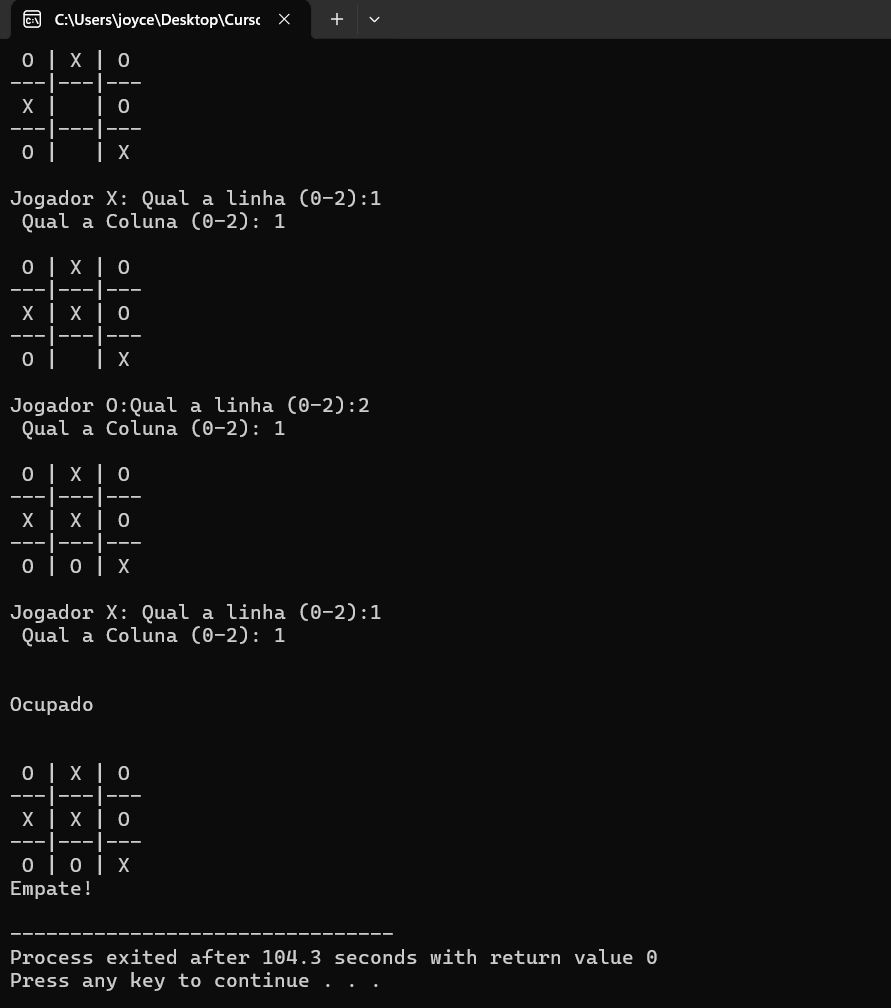 C:\Users\joyce\Desktop\Curso
 O | X | O
---|---|---
 X |   | O
---|---|---
 O |   | X
Jogador X: Qual a linha (0-2):1
 Qual a Coluna (0-2): 1
 O | X | O
---|---|---
 X | X | O
---|---|---
 O |   | X
Jogador O:Qual a linha (0-2):2
 Qual a Coluna (0-2): 1
 O | X | O
---|---|---
 X | X | O
---|---|---
 O | O | X
Jogador X: Qual a linha (0-2):1
 Qual a Coluna (0-2): 1
Ocupado
 O | X | O
---|---|---
 X | X | O
---|---|---
 O | O | X
Empate!
--------------------------------
Process exited after 104.3 seconds with return value 0
Press any key to continue . . .